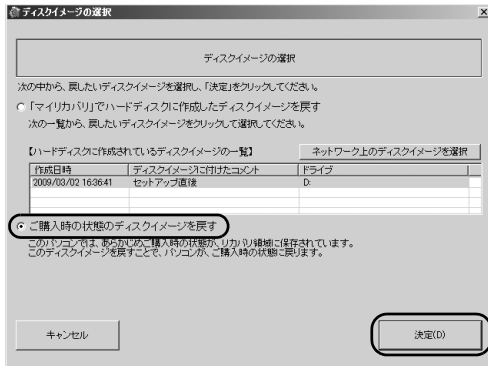 ディスクイメージの選択
ディスクイメージの選択
次の中から、戻したいディスクイメージを選択し、「決定」をクリックしてください。
「マイリカバリ」でハードディスクに作成したディスクイメージを戻す
次の一覧から、戻したいディスクイメージをクリックして選択してください。
【ハードディスクに作成されているディスクイメージの一覧】 ネットワーク上のディスクイメージを選択
作成日時 ディスクイメージに付けたコメント ドライブ
2009/03/02 16:36:41 セットアップ直後 D:
ご購入時の状態のディスクイメージを戻す
このパソコンでは、あらかじめご購入時の状態が、リカバリ領域に保存されています。
このディスクイメージを戻すことで、パソコンが、ご購入時の状態に戻ります。
キャンセル 決定(D)